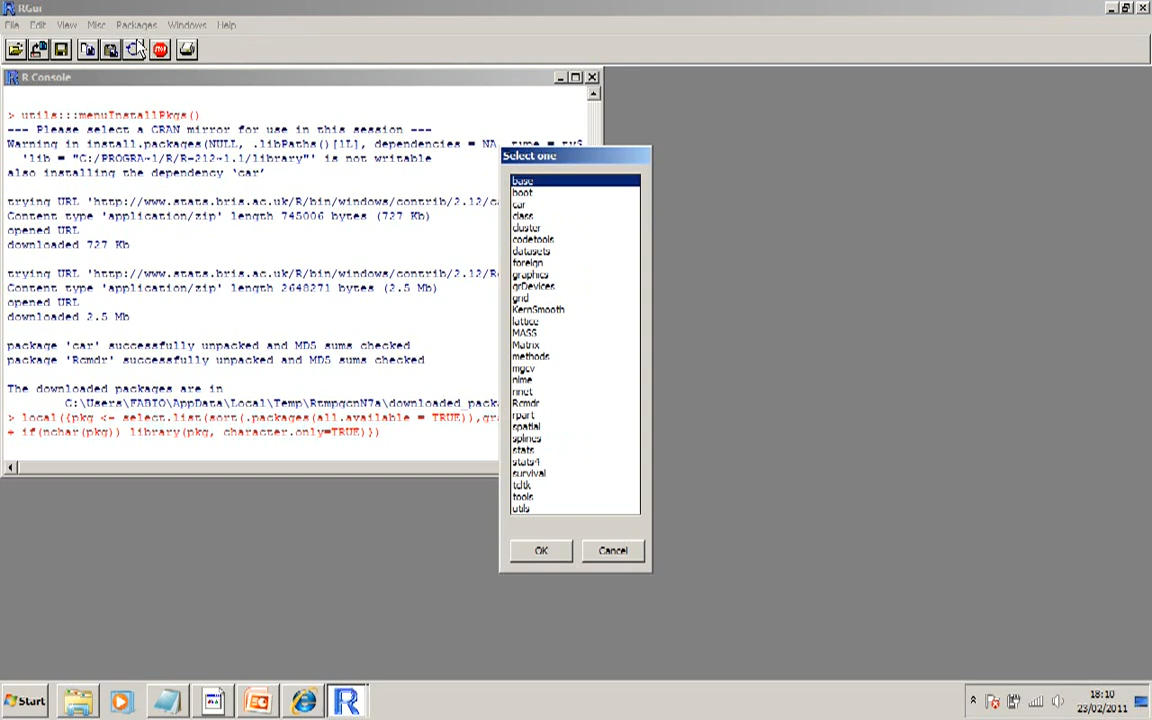 RGui
File Edit View Misc Packages Windows Help
STOP
R Console
> utils:::menuInstallPkgs()
--- Please select a CRAN mirror for use in this session ---
Warning in install.packages(NULL, .libPaths()[1L], dependencies = NA, type = type) :
'lib = "C:/PROGRA~1/R/R-212~1.1/library"' is not writable
also installing the dependency ‘car’
trying URL 'http://www.stats.bris.ac.uk/R/bin/windows/contrib/2.12/ca
Content type 'application/zip' length 745006 bytes (727 Kb)
opened URL
downloaded 727 Kb
trying URL 'http://www.stats.bris.ac.uk/R/bin/windows/contrib/2.12/R
Content type 'application/zip' length 2648271 bytes (2.5 Mb)
opened URL
downloaded 2.5 Mb
package 'car' successfully unpacked and MD5 sums checked
package 'Rcmdr' successfully unpacked and MD5 sums checked
The downloaded packages are in
C:\Users\FABIO\AppData\Local\Temp\RtmpgcnN7a\downloaded_packa
> local({pkg <- select.list(sort(.packages(all.available = TRUE)),gra
+ if(nchar(pkg)) library(pkg, character.only=TRUE)})
Select one
base
boot
car
class
cluster
codetools
datasets
foreign
graphics
grDevices
grid
KernSmooth
lattice
MASS
Matrix
methods
mgcv
nlme
nnet
Rcmdr
rpart
spatial
splines
stats
stats4
survival
tcltk
tools
utils
OK Cancel
Start
18:10
23/02/2011